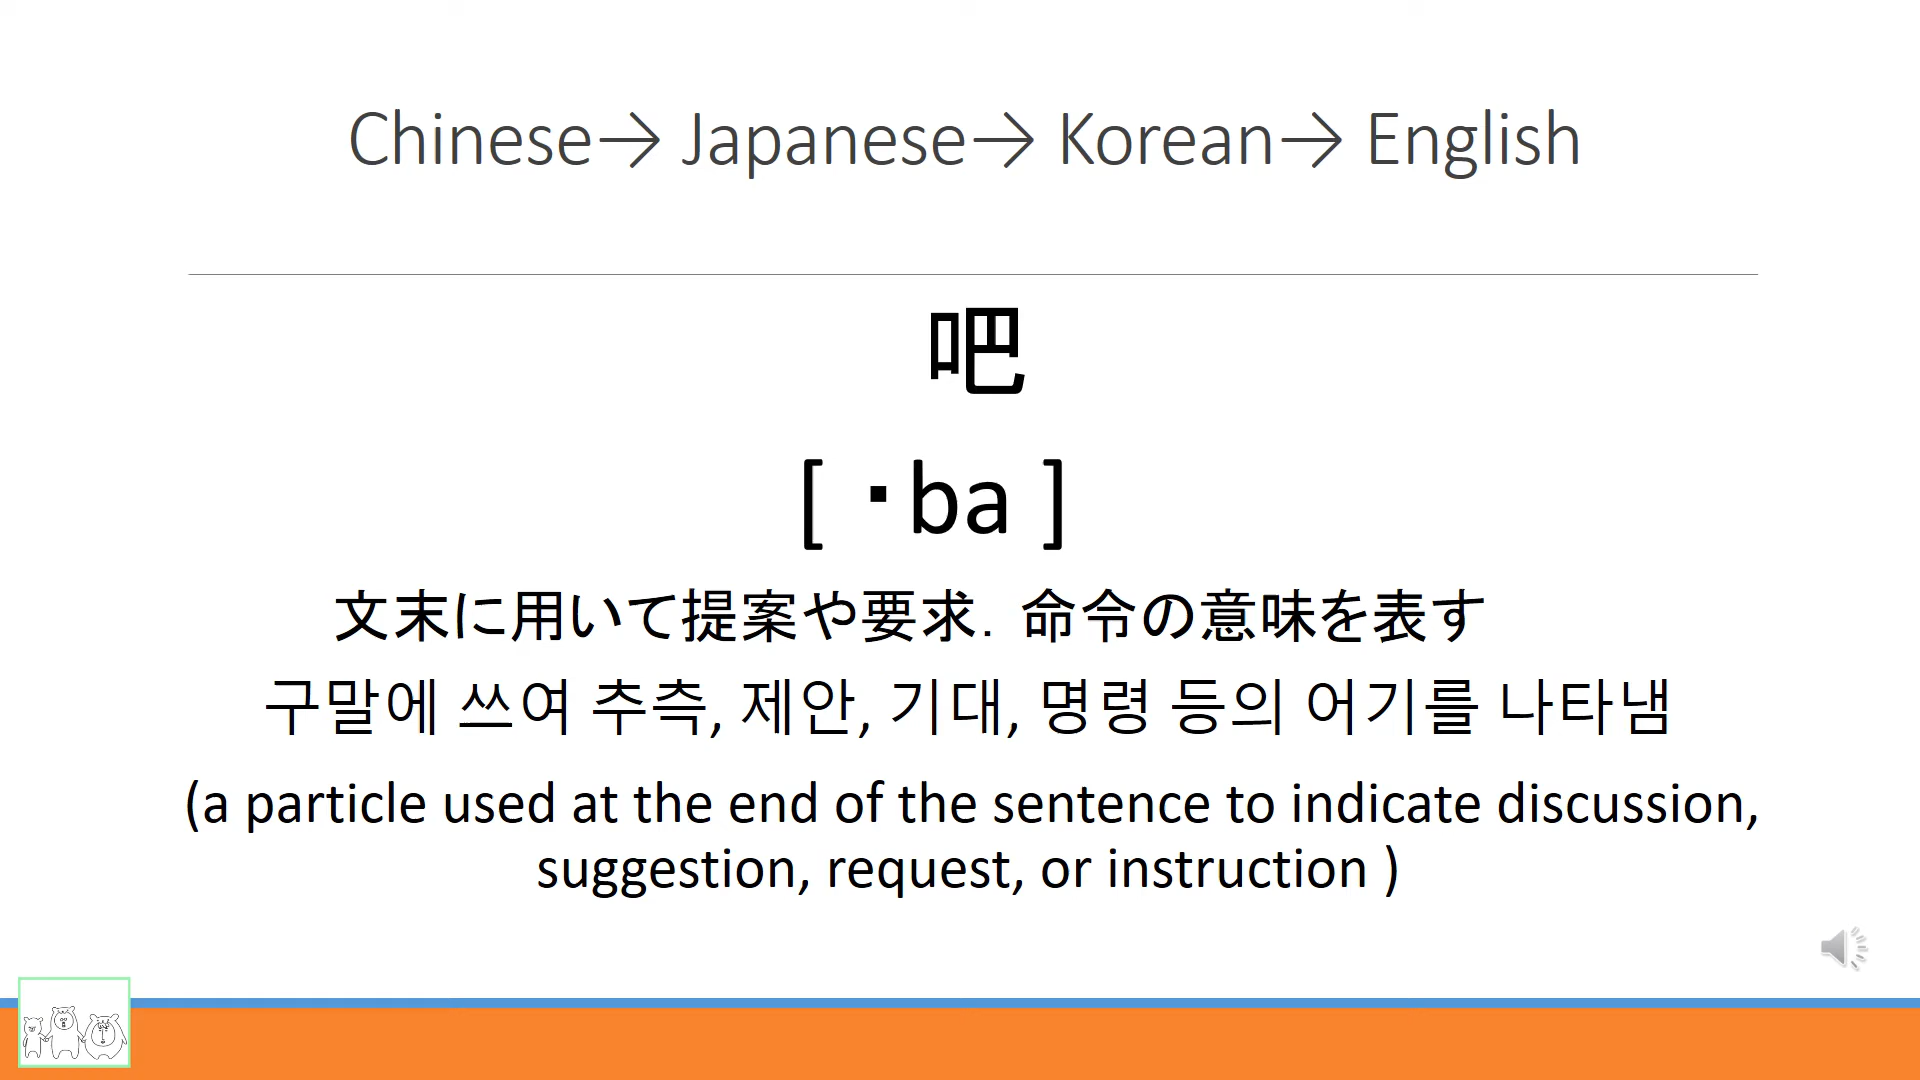 Chinese→ Japanese→ Korean→ English
吧
[ ・ba ]
文末に用いて提案や要求. 命令の意味を表す
구말에 쓰여 추측, 제안, 기대, 명령 등의 어기를 나타냄
(a particle used at the end of the sentence to indicate discussion,
suggestion, request, or instruction )